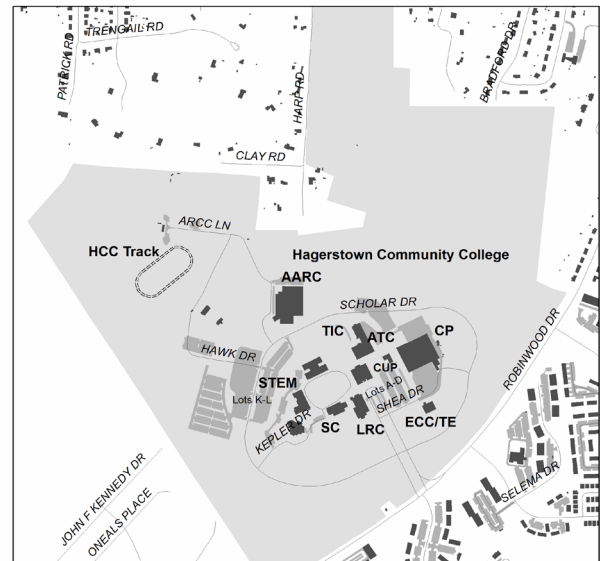 TRENGAIL RD
PATRICK RD
HARP RD
BRADFORD DR
CLAY RD
ARCC LN
HCC Track
Hagerstown Community College
AARC
SCHOLAR DR
TIC
ATC
CP
HAWK DR
CUP
STEM
Lots A-D
Lots K-L
SHEA DR
ROBINWOOD DR
KEPLER DR
SC
LRC
ECC/TE
JOHN F KENNEDY DR
ONEALS PLACE
SELEMA DR